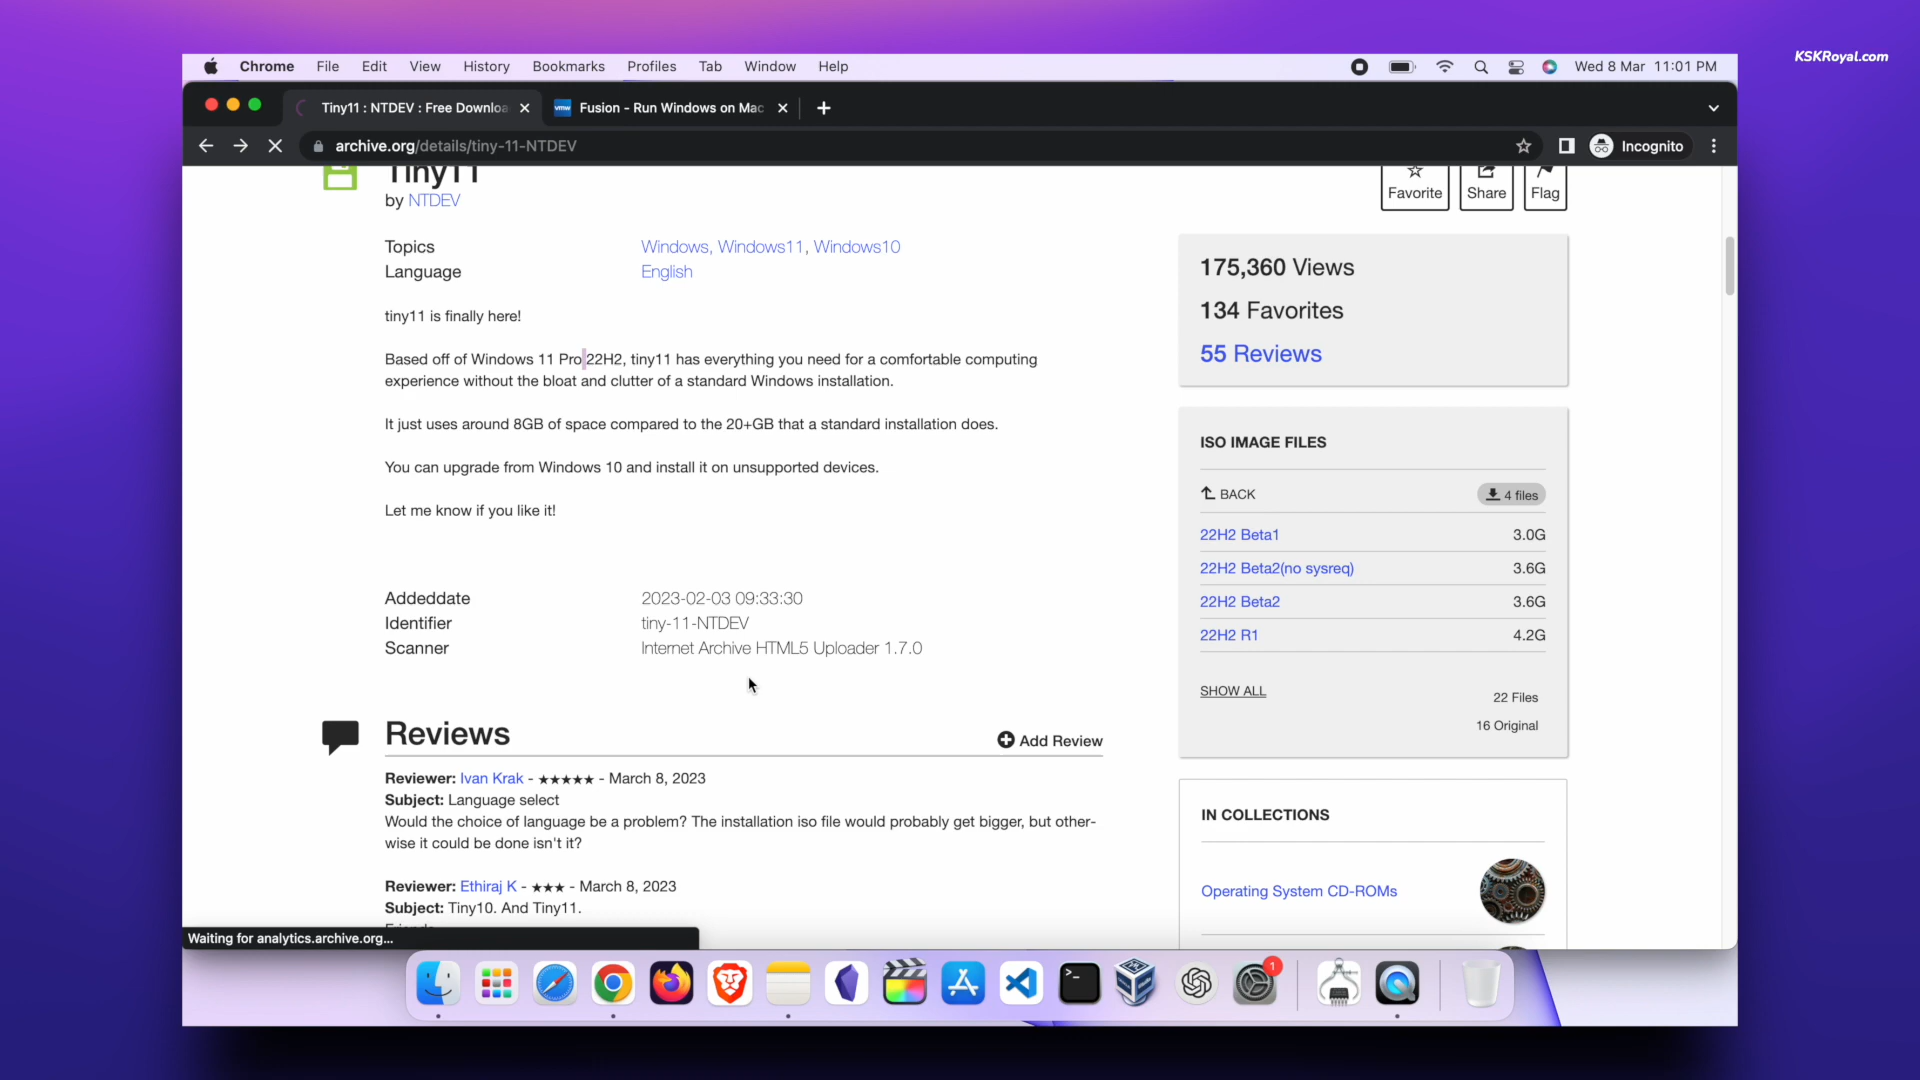 KSKRoyal.com
Chrome File Edit View History Bookmarks Profiles Tab Window Help Wed 8 Mar 11:01 PM
Tiny11 : NTDEV : Free Downloa
vmw Fusion - Run Windows on Mac
archive.org/details/tiny-11-NTDEV Incognito
Tiny11
by NTDEV
Favorite Share Flag
Topics Windows, Windows11, Windows10
Language English
tiny11 is finally here!
Based off of Windows 11 Pro 22H2, tiny11 has everything you need for a comfortable computing
experience without the bloat and clutter of a standard Windows installation.
It just uses around 8GB of space compared to the 20+GB that a standard installation does.
You can upgrade from Windows 10 and install it on unsupported devices.
Let me know if you like it!
Addeddate 2023-02-03 09:33:30
Identifier tiny-11-NTDEV
Scanner Internet Archive HTML5 Uploader 1.7.0
Reviews
Add Review
Reviewer: Ivan Krak - ★★★★★ - March 8, 2023
Subject: Language select
Would the choice of language be a problem? The installation iso file would probably get bigger, but other-
wise it could be done isn't it?
Reviewer: Ethiraj K - ★★★ - March 8, 2023
Subject: Tiny10. And Tiny11.
175,360 Views
134 Favorites
55 Reviews
ISO IMAGE FILES
BACK 4 files
22H2 Beta1 3.0G
22H2 Beta2(no sysreq) 3.6G
22H2 Beta2 3.6G
22H2 R1 4.2G
SHOW ALL 22 Files
16 Original
IN COLLECTIONS
Operating System CD-ROMs
Waiting for analytics.archive.org...
1